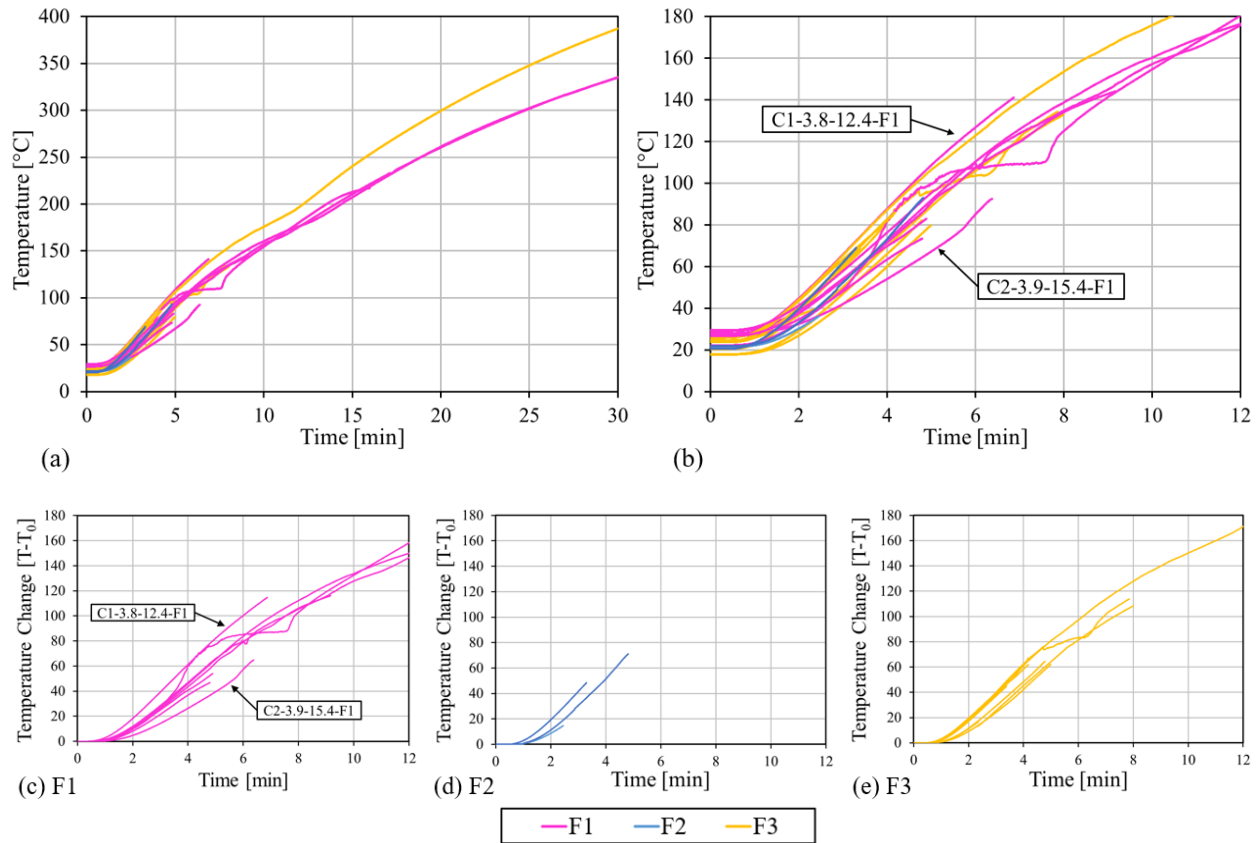 400
350
300
250
200
150
100
50
0
Temperature [°C]
0 5 10 15 20 25 30
Time [min]
(a)
180
160
140
120
100
80
60
40
20
0
Temperature [°C]
C1-3.8-12.4-F1
C2-3.9-15.4-F1
0 2 4 6 8 10 12
Time [min]
(b)
180
160
140
120
100
80
60
40
20
0
Temperature Change [T-T₀]
C1-3.8-12.4-F1
C2-3.9-15.4-F1
0 2 4 6 8 10 12
Time [min]
(c) F1
180
160
140
120
100
80
60
40
20
0
Temperature Change [T-T₀]
0 2 4 6 8 10 12
Time [min]
(d) F2
180
160
140
120
100
80
60
40
20
0
Temperature Change [T-T₀]
0 2 4 6 8 10 12
Time [min]
(e) F3
F1 F2 F3